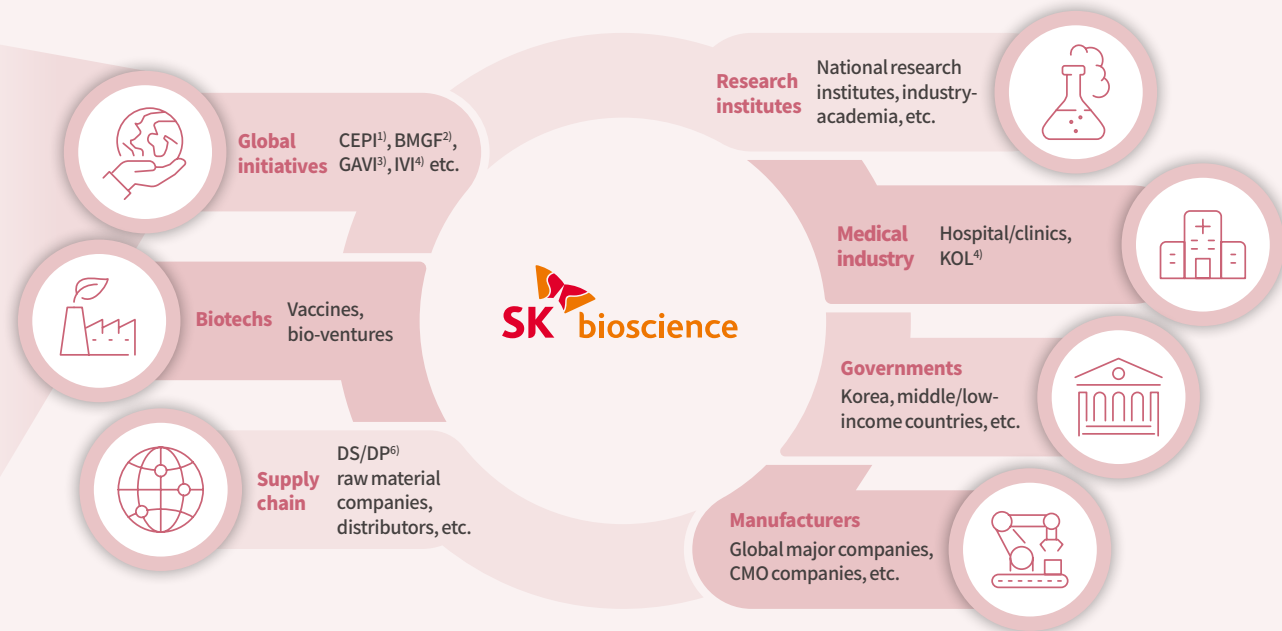 Global
initiatives
CEPI¹⁾, BMGF²⁾,
GAVI³⁾, IVI⁴⁾ etc.
Biotechs
Vaccines,
bio-ventures
Supply
chain
DS/DP⁶⁾
raw material
companies,
distributors, etc.
SK bioscience
Research
institutes
National research
institutes, industry-
academia, etc.
Medical
industry
Hospital/clinics,
KOL⁴⁾
Governments
Korea, middle/low-
income countries, etc.
Manufacturers
Global major companies,
CMO companies, etc.